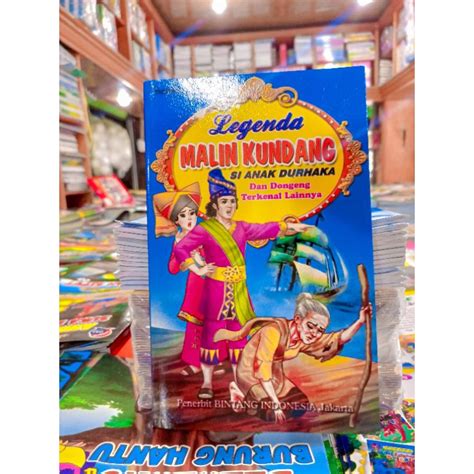 Legenda
MALIN KUNDANG
SI ANAK DURHAKA
Dan Dongeng
Terkenal Lainnya
Penerbit BINTANG INDONESIA Jakarta
BURUNG HANTU